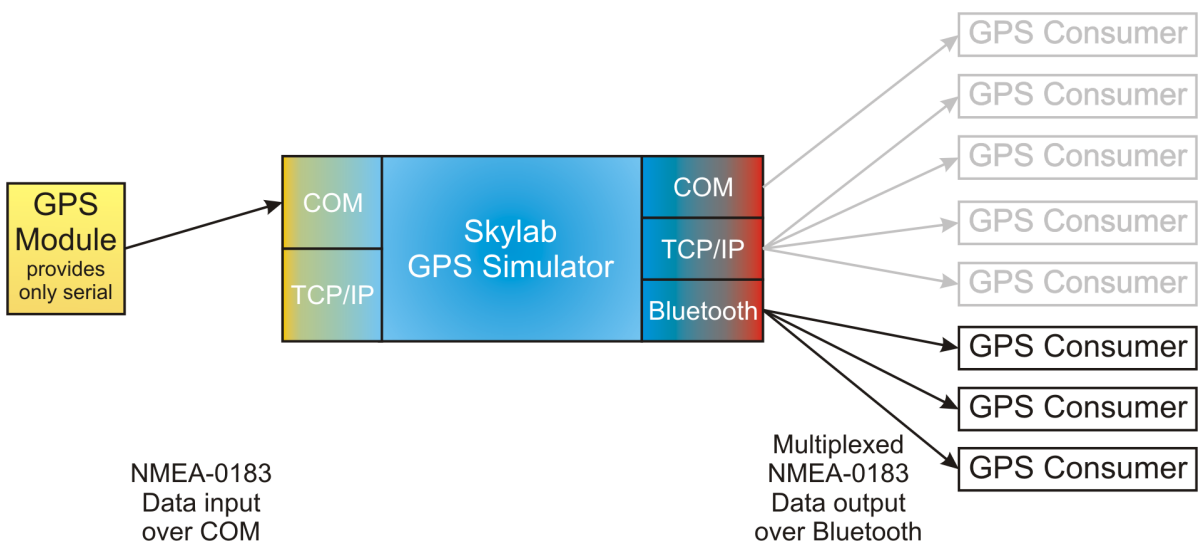 GPS
Module
provides
only serial
COM
TCP/IP
Skylab
GPS Simulator
COM
TCP/IP
Bluetooth
GPS Consumer
GPS Consumer
GPS Consumer
GPS Consumer
GPS Consumer
GPS Consumer
GPS Consumer
GPS Consumer
NMEA-0183
Data input
over COM
Multiplexed
NMEA-0183
Data output
over Bluetooth